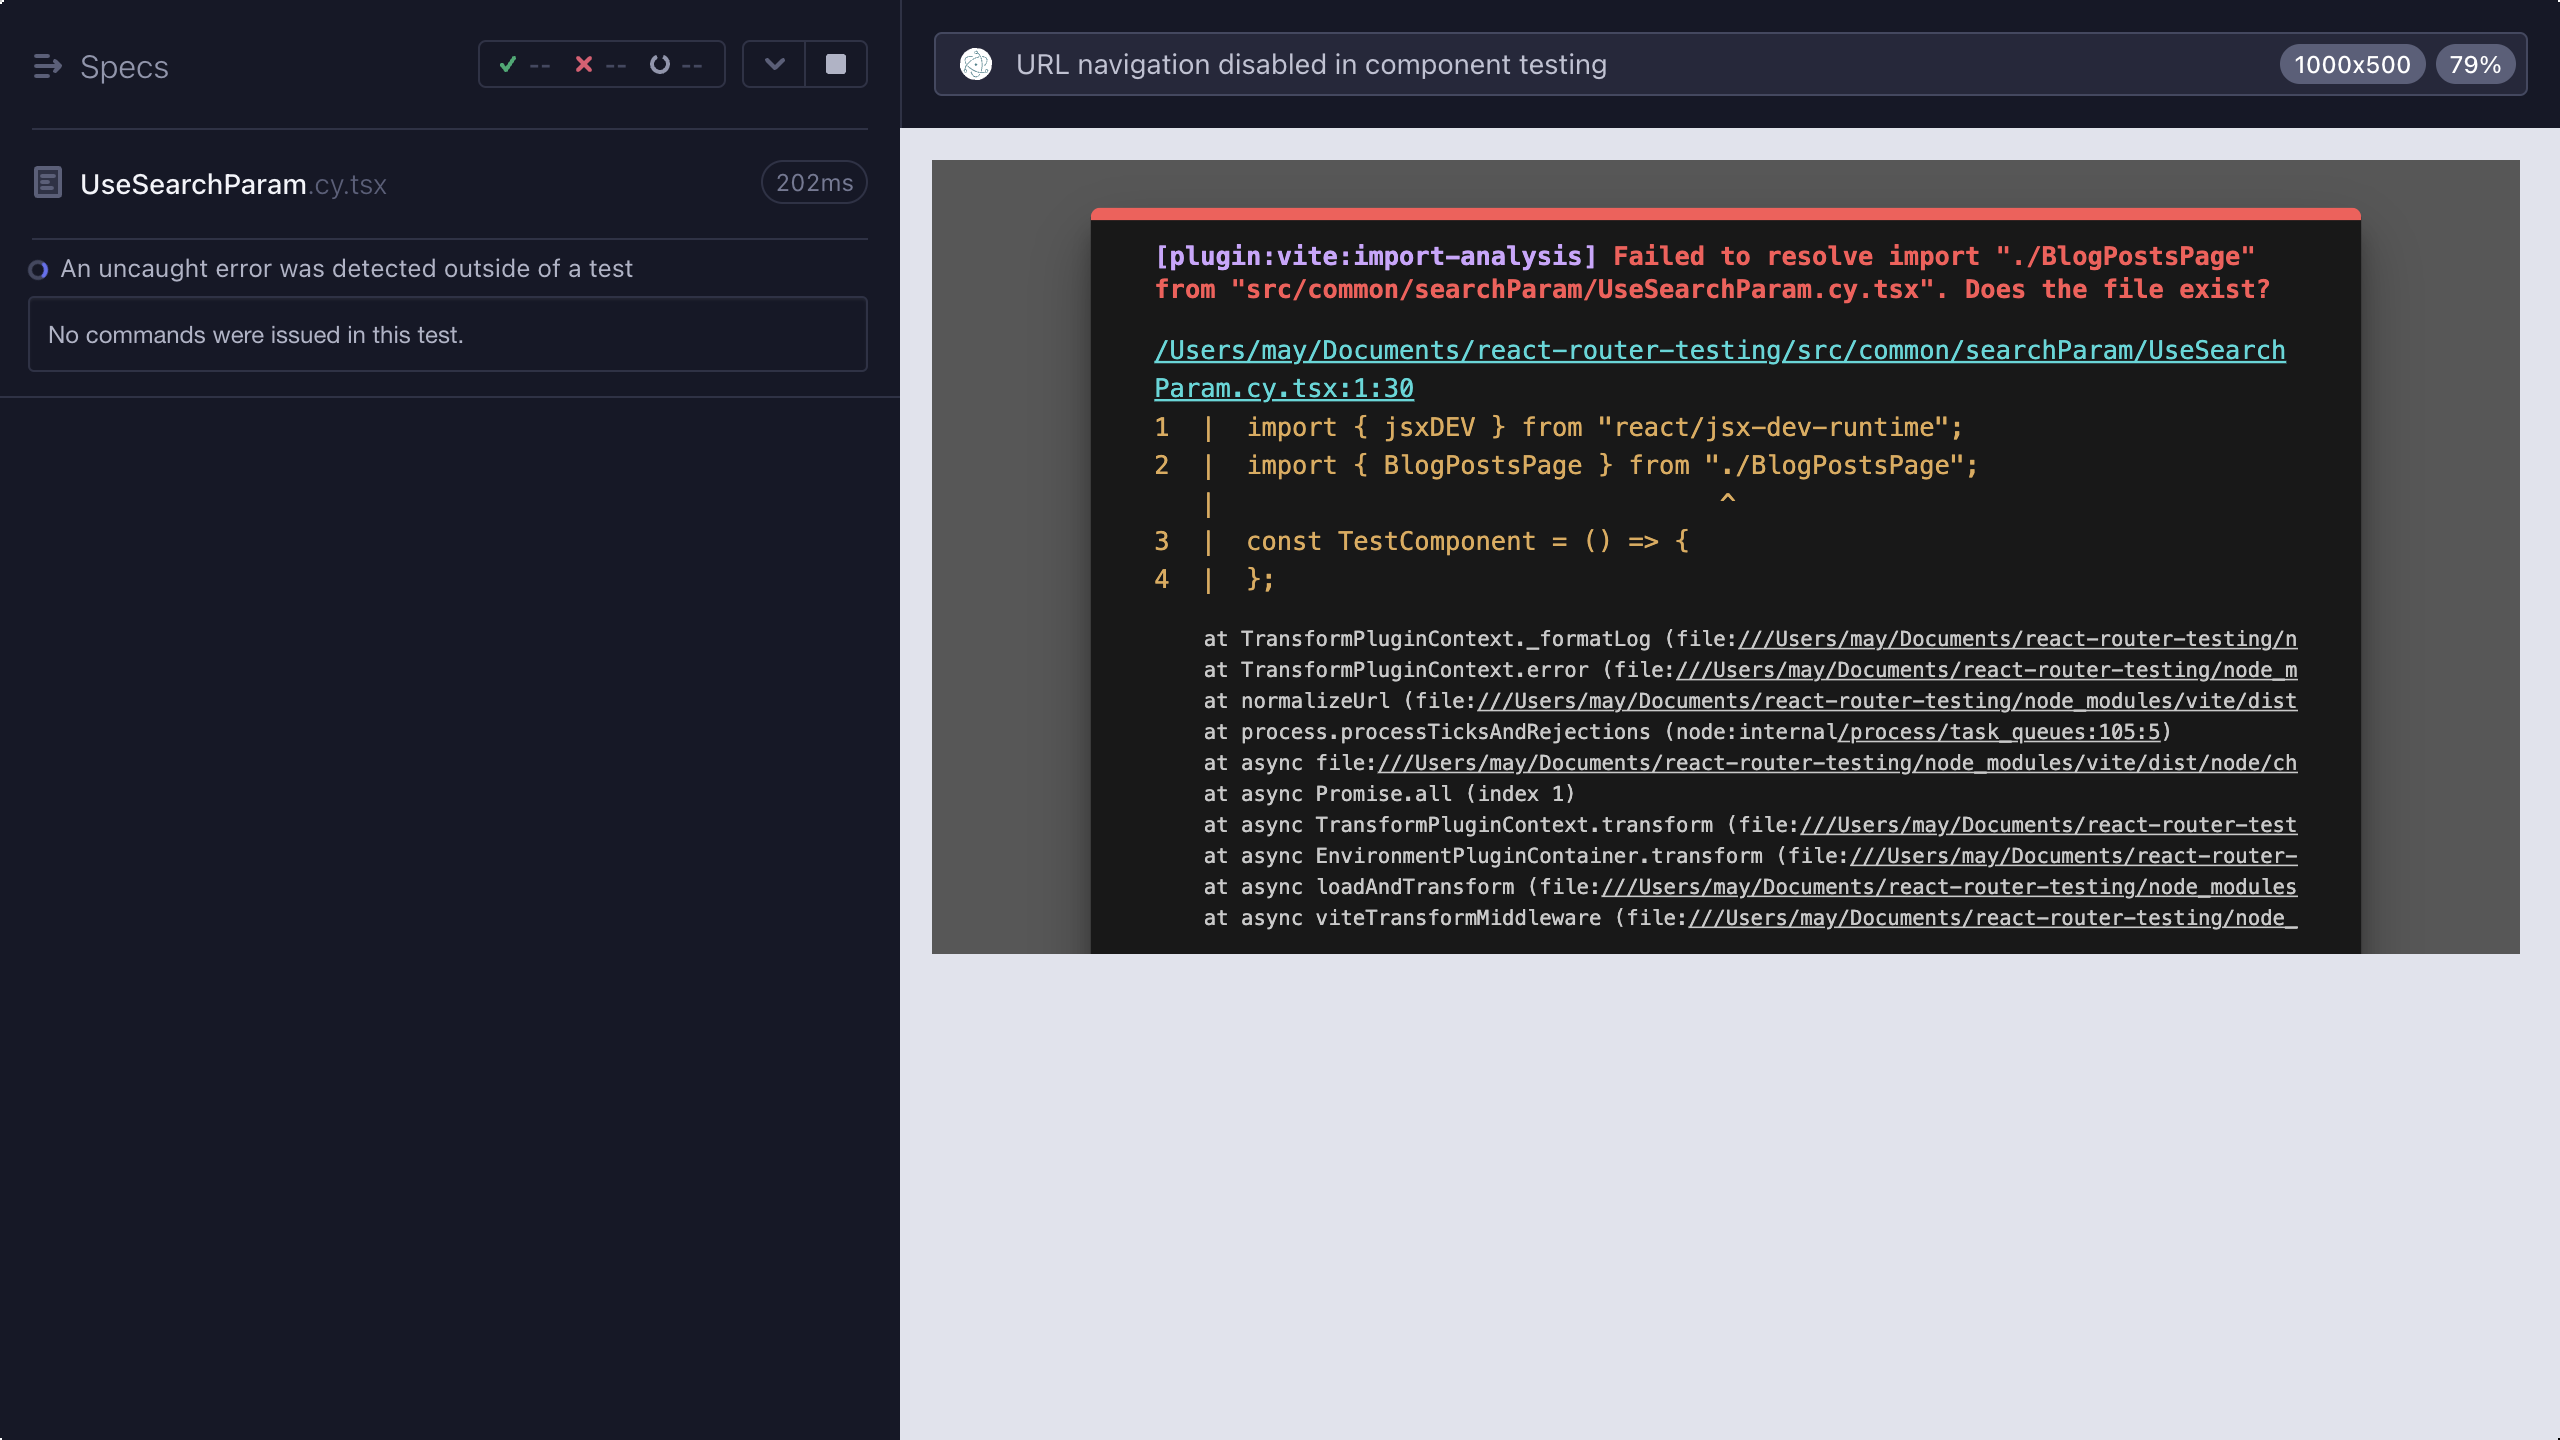 Specs
-- -- --
UseSearchParam.cy.tsx
202ms
An uncaught error was detected outside of a test
No commands were issued in this test.
URL navigation disabled in component testing
1000x500
79%
[plugin:vite:import-analysis] Failed to resolve import "./BlogPostsPage"
from "src/common/searchParam/UseSearchParam.cy.tsx". Does the file exist?
/Users/may/Documents/react-router-testing/src/common/searchParam/UseSearch
Param.cy.tsx:1:30
1 | import { jsxDEV } from "react/jsx-dev-runtime";
2 | import { BlogPostsPage } from "./BlogPostsPage";
| ^
3 | const TestComponent = () => {
4 | };
at TransformPluginContext._formatLog (file:///Users/may/Documents/react-router-testing/n
at TransformPluginContext.error (file:///Users/may/Documents/react-router-testing/node_m
at normalizeUrl (file:///Users/may/Documents/react-router-testing/node_modules/vite/dist
at process.processTicksAndRejections (node:internal/process/task_queues:105:5)
at async file:///Users/may/Documents/react-router-testing/node_modules/vite/dist/node/ch
at async Promise.all (index 1)
at async TransformPluginContext.transform (file:///Users/may/Documents/react-router-test
at async EnvironmentPluginContainer.transform (file:///Users/may/Documents/react-router-
at async loadAndTransform (file:///Users/may/Documents/react-router-testing/node_modules
at async viteTransformMiddleware (file:///Users/may/Documents/react-router-testing/node_